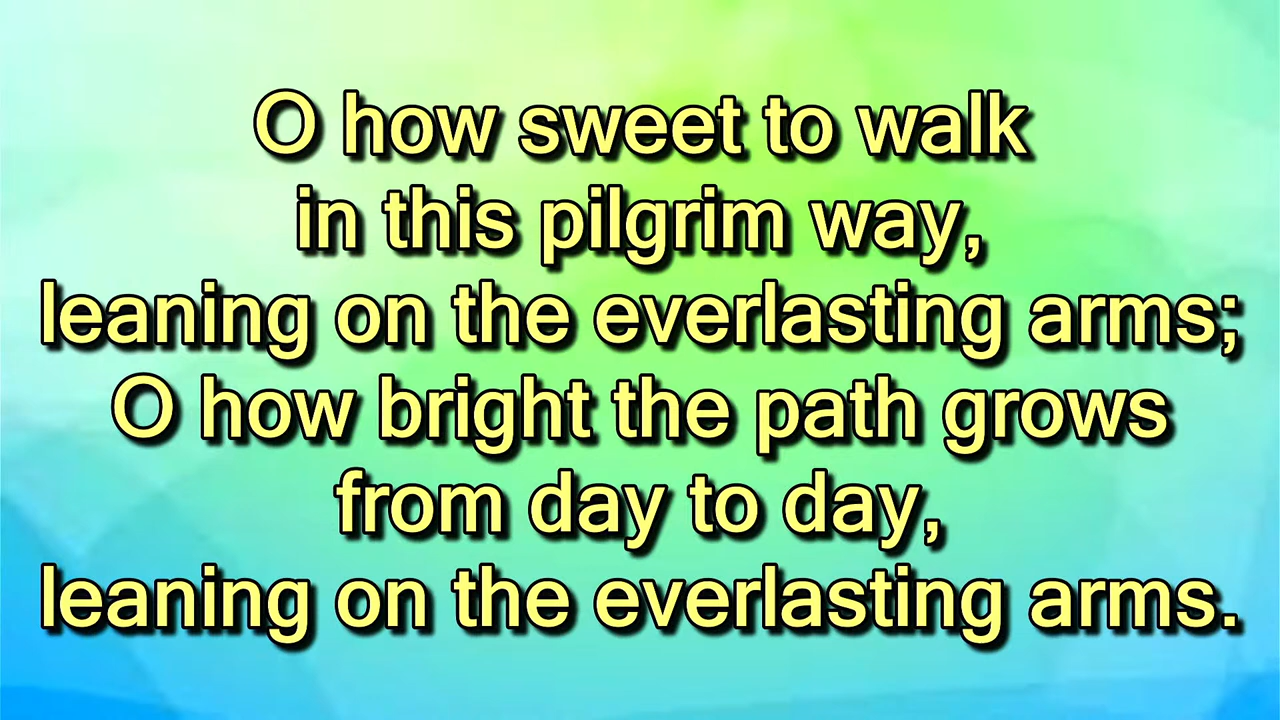 O how sweet to walk
in this pilgrim way,
leaning on the everlasting arms;
O how bright the path grows
from day to day,
leaning on the everlasting arms.